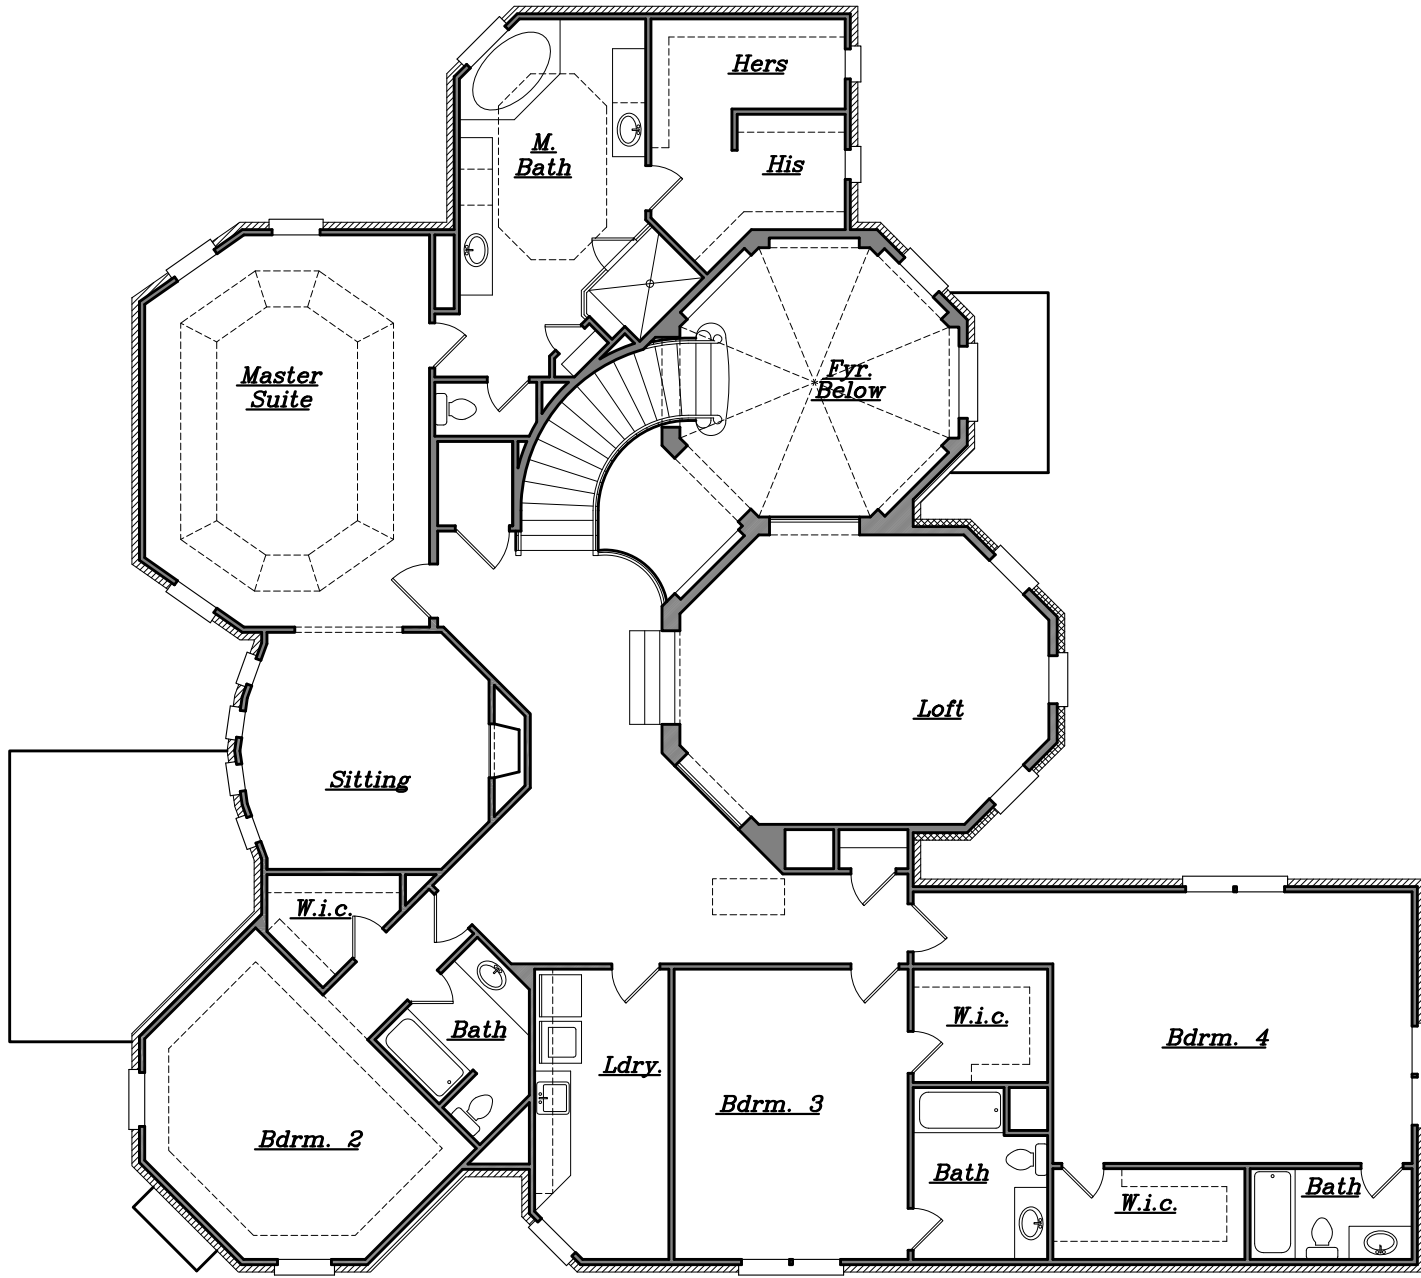 Hers
M.
Bath
His
Master
Suite
Fyr.
Below
Loft
Sitting
W.i.c.
W.i.c.
Bath
Bdrm. 4
Ldry.
Bdrm. 3
Bdrm. 2
Bath
Bath
W.i.c.